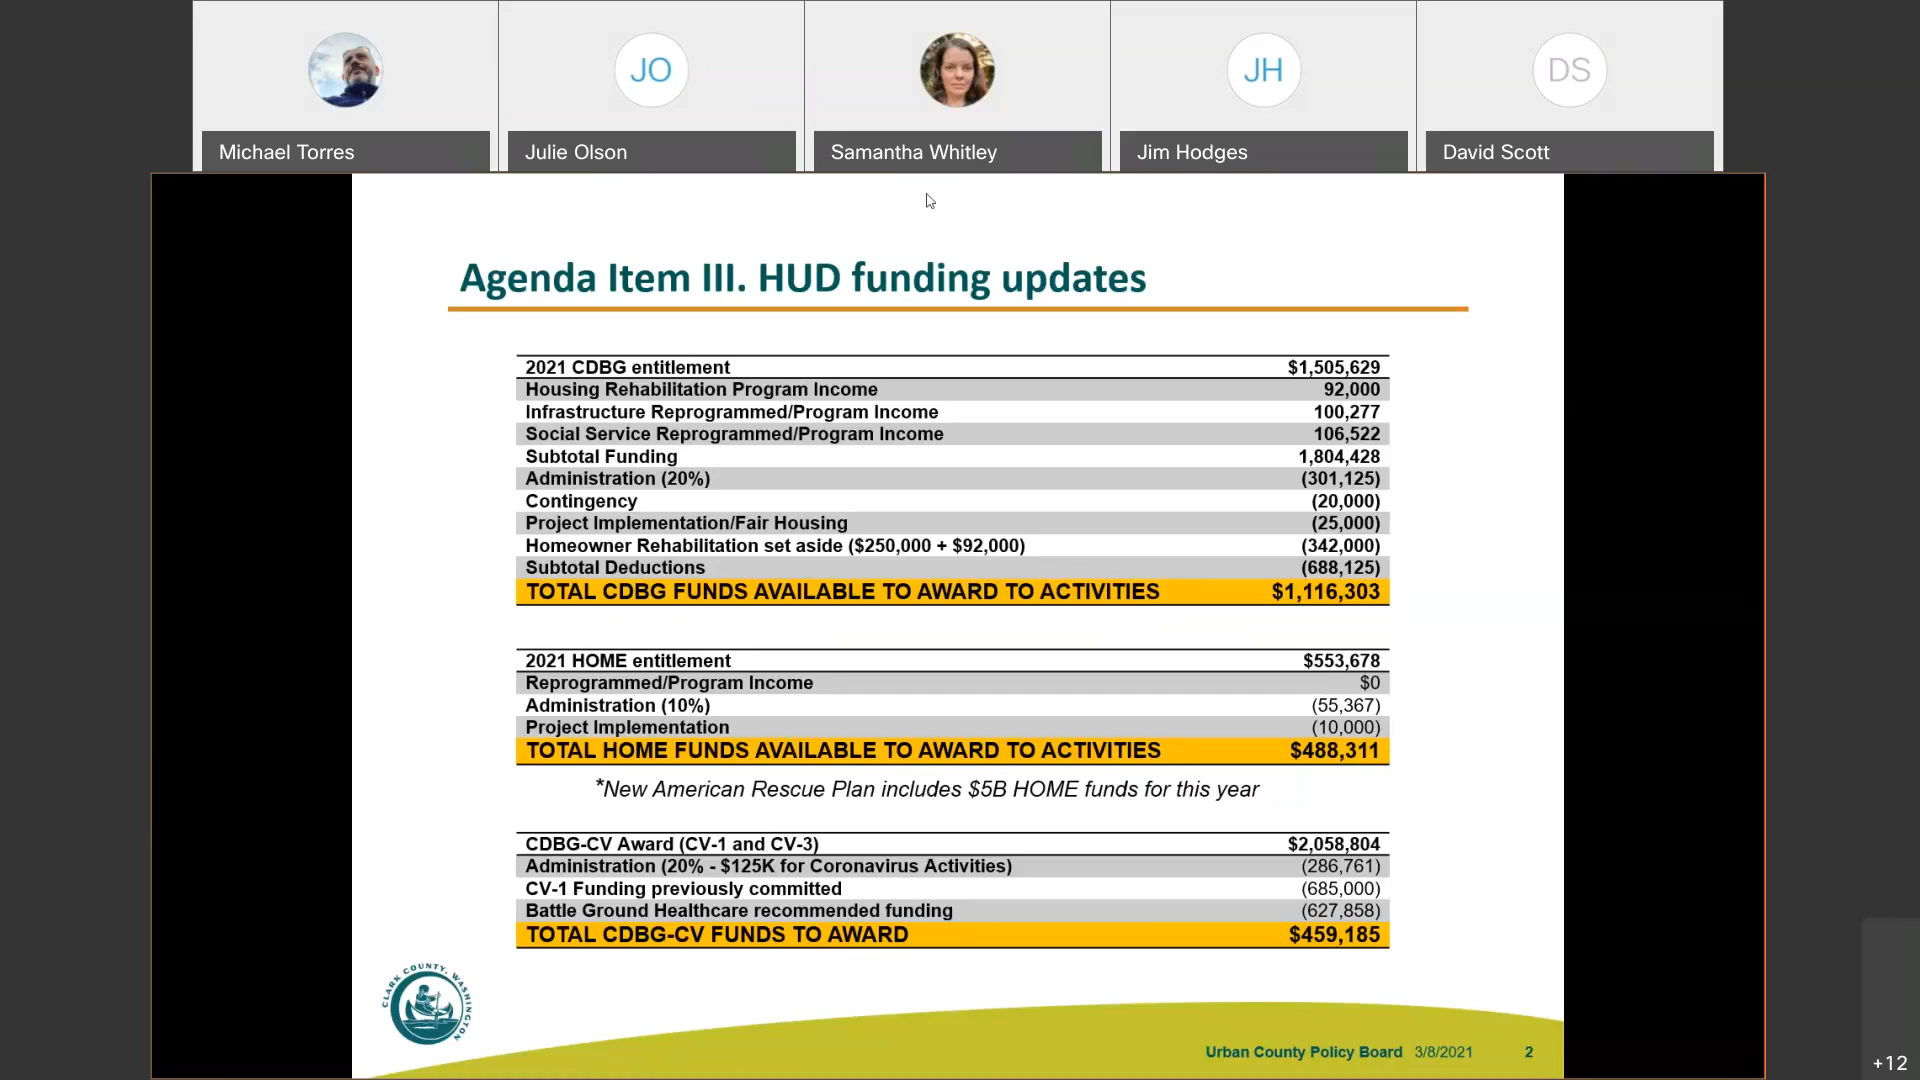 JO
JH
DS
Michael Torres
Julie Olson
Samantha Whitley
Jim Hodges
David Scott
Agenda Item III. HUD funding updates
2021 CDBG entitlement $1,505,629
Housing Rehabilitation Program Income 92,000
Infrastructure Reprogrammed/Program Income 100,277
Social Service Reprogrammed/Program Income 106,522
Subtotal Funding 1,804,428
Administration (20%) (301,125)
Contingency (20,000)
Project Implementation/Fair Housing (25,000)
Homeowner Rehabilitation set aside ($250,000 + $92,000) (342,000)
Subtotal Deductions (688,125)
TOTAL CDBG FUNDS AVAILABLE TO AWARD TO ACTIVITIES $1,116,303
2021 HOME entitlement $553,678
Reprogrammed/Program Income $0
Administration (10%) (55,367)
Project Implementation (10,000)
TOTAL HOME FUNDS AVAILABLE TO AWARD TO ACTIVITIES $488,311
*New American Rescue Plan includes $5B HOME funds for this year
CDBG-CV Award (CV-1 and CV-3) $2,058,804
Administration (20% - $125K for Coronavirus Activities) (286,761)
CV-1 Funding previously committed (685,000)
Battle Ground Healthcare recommended funding (627,858)
TOTAL CDBG-CV FUNDS TO AWARD $459,185
CLARK COUNTY, WASHINGTON
Urban County Policy Board 3/8/2021 2
+12